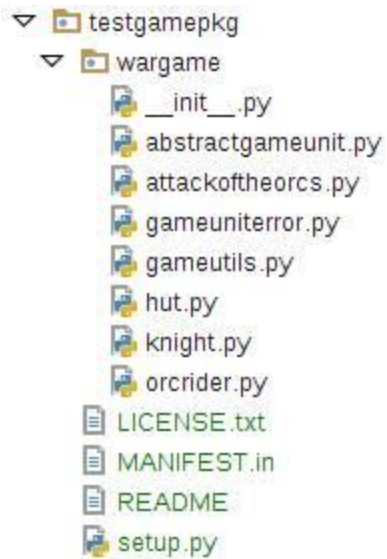 testgamepkg
wargame
__init__.py
abstractgameunit.py
attackoftheorcs.py
gameuniterror.py
gameutils.py
hut.py
knight.py
orcrider.py
LICENSE.txt
MANIFEST.in
README
setup.py